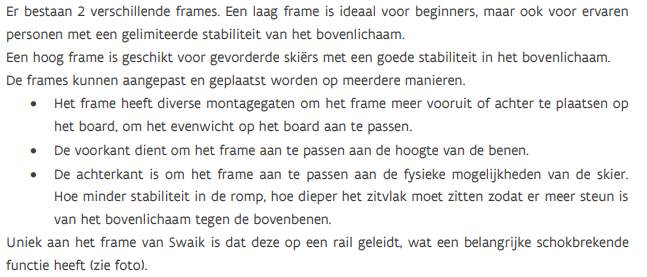 Er bestaan 2 verschillende frames. Een laag frame is ideaal voor beginners, maar ook voor ervaren
personen met een gelimiteerde stabiliteit van het bovenlichaam.
Een hoog frame is geschikt voor gevorderde skiërs met een goede stabiliteit in het bovenlichaam.
De frames kunnen aangepast en geplaatst worden op meerdere manieren.
• Het frame heeft diverse montagegaten om het frame meer vooruit of achter te plaatsen op
het board, om het evenwicht op het board aan te passen.
• De voorkant dient om het frame aan te passen aan de hoogte van de benen.
• De achterkant is om het frame aan te passen aan de fysieke mogelijkheden van de skier.
Hoe minder stabiliteit in de romp, hoe dieper het zitvlak moet zitten zodat er meer steun is
van het bovenlichaam tegen de bovenbenen.
Uniek aan het frame van Swaik is dat deze op een rail geleidt, wat een belangrijke schokbrekende
functie heeft (zie foto).